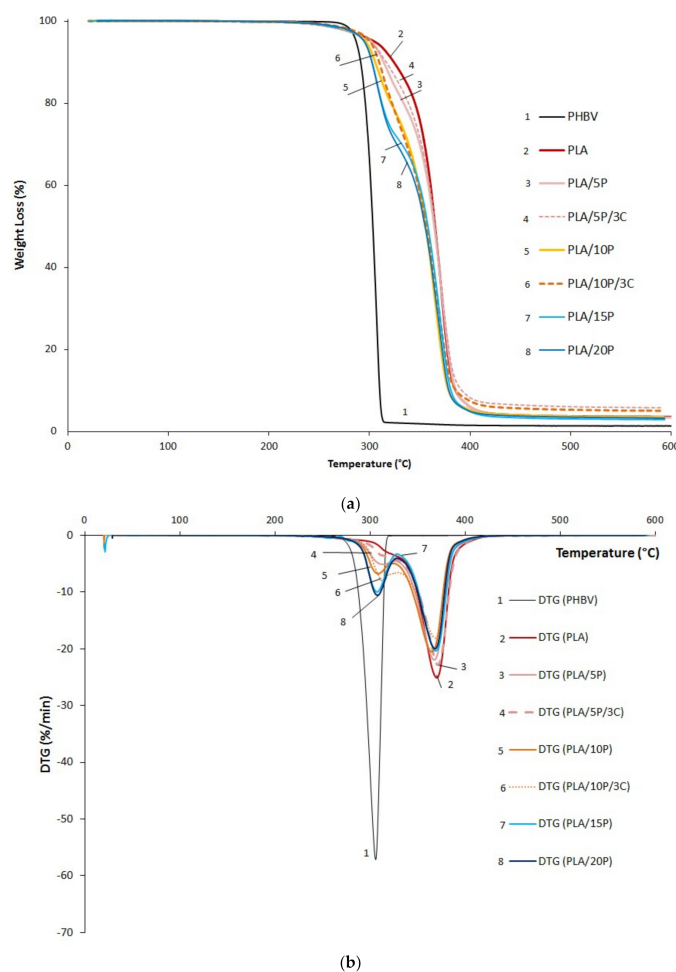 100
80
60
40
20
0
Weight Loss (%)
0 100 200 300 400 500 600
Temperature (°C)
2
6
4
3
5
7
8
1
1 PHBV
2 PLA
3 PLA/5P
4 PLA/5P/3C
5 PLA/10P
6 PLA/10P/3C
7 PLA/15P
8 PLA/20P
(a)
0 100 200 300 400 500 600
Temperature (°C)
0
-10
-20
-30
-40
-50
-60
-70
DTG (%/min)
4
7
5
6
8
3
2
1
1 DTG (PHBV)
2 DTG (PLA)
3 DTG (PLA/5P)
4 DTG (PLA/5P/3C)
5 DTG (PLA/10P)
6 DTG (PLA/10P/3C)
7 DTG (PLA/15P)
8 DTG (PLA/20P)
(b)